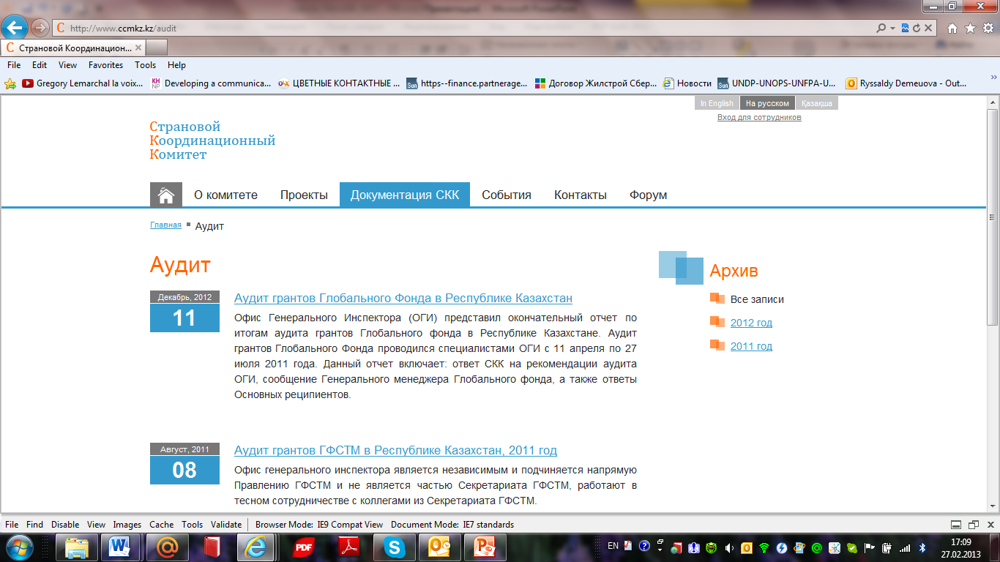 http://www.ccmkz.kz/audit
Страновой Координацион...
File Edit View Favorites Tools Help
Gregory Lemarchal la voix... Developing a communica... ЦВЕТНЫЕ КОНТАКТНЫЕ ... https--finance.partnerage... Договор Жилстрой Сбер... Новости UNDP-UNOPS-UNFPA-U... Ryssaldy Demeuova - Out...
In English На русском Қазақша
Вход для сотрудников
Страновой
Координационный
Комитет
О комитете Проекты Документация СКК События Контакты Форум
Главная Аудит
Аудит
Архив
Все записи
2012 год
2011 год
Декабрь, 2012
11
Аудит грантов Глобального Фонда в Республике Казахстан
Офис Генерального Инспектора (ОГИ) представил окончательный отчет по
итогам аудита грантов Глобального фонда в Республике Казахстане. Аудит
грантов Глобального Фонда проводился специалистами ОГИ с 11 апреля по 27
июля 2011 года. Данный отчет включает: ответ СКК на рекомендации аудита
ОГИ, сообщение Генерального менеджера Глобального фонда, а также ответы
Основных реципиентов.
Август, 2011
08
Аудит грантов ГФСТМ в Республике Казахстан, 2011 год
Офис генерального инспектора является независимым и подчиняется напрямую
Правлению ГФСТМ и не является частью Секретариата ГФСТМ, работают в
тесном сотрудничестве с коллегами из Секретариата ГФСТМ.
File Find Disable View Images Cache Tools Validate Browser Mode: IE9 Compat View Document Mode: IE7 standards
EN
17:09
27.02.2013